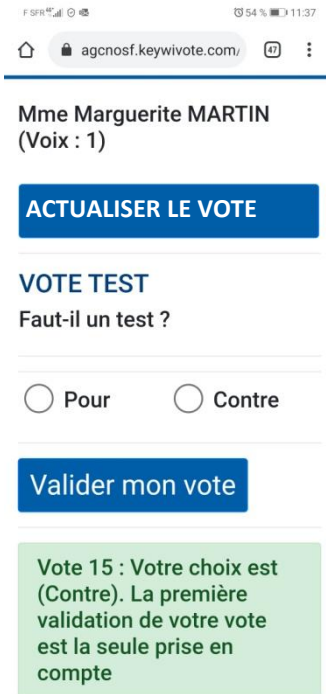 F SFR 54 % 11:37
agcnosf.keywivote.com/ 47
Mme Marguerite MARTIN
(Voix : 1)
ACTUALISER LE VOTE
VOTE TEST
Faut-il un test ?
Pour Contre
Valider mon vote
Vote 15 : Votre choix est
(Contre). La première
validation de votre vote
est la seule prise en
compte